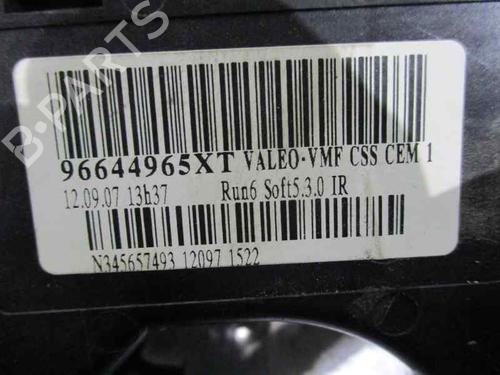 96644965XT VALEO-VMF CSS CEM 1
12.09.07 13h37 Run6 Soft5.3.0 IR
N345657493 12097 1522
B-PARTS